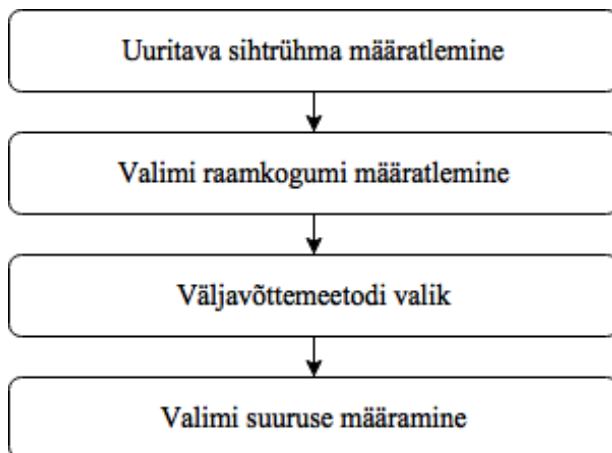 Uuritava sihtrühma määratlemine
Valimi raamkogumi määratlemine
Väljavõttemeetodi valik
Valimi suuruse määramine